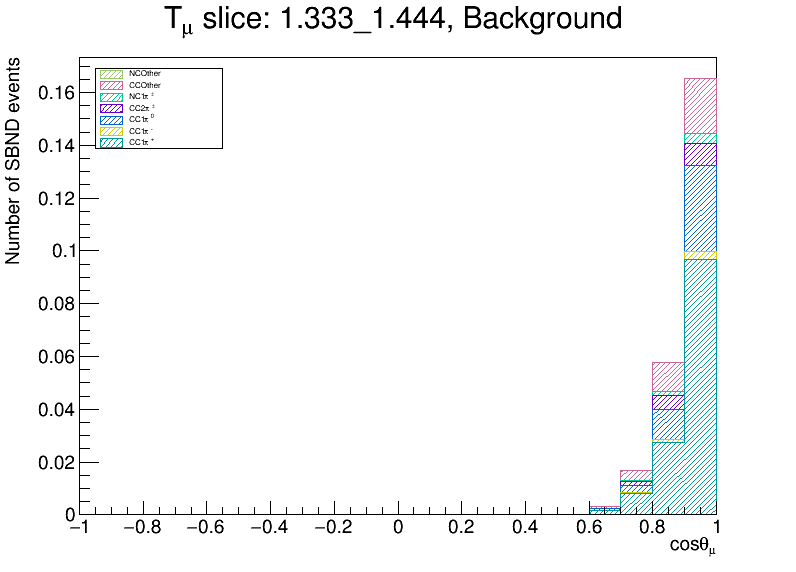 Tμ slice: 1.333_1.444, Background
Number of SBND events
0.16
0.14
0.12
0.1
0.08
0.06
0.04
0.02
0
NCOther
CCOther
NC1π ±
CC2π ±
CC1π 0
CC1π -
CC1π +
−1 −0.8 −0.6 −0.4 −0.2 0 0.2 0.4 0.6 0.8 1
cosθμ